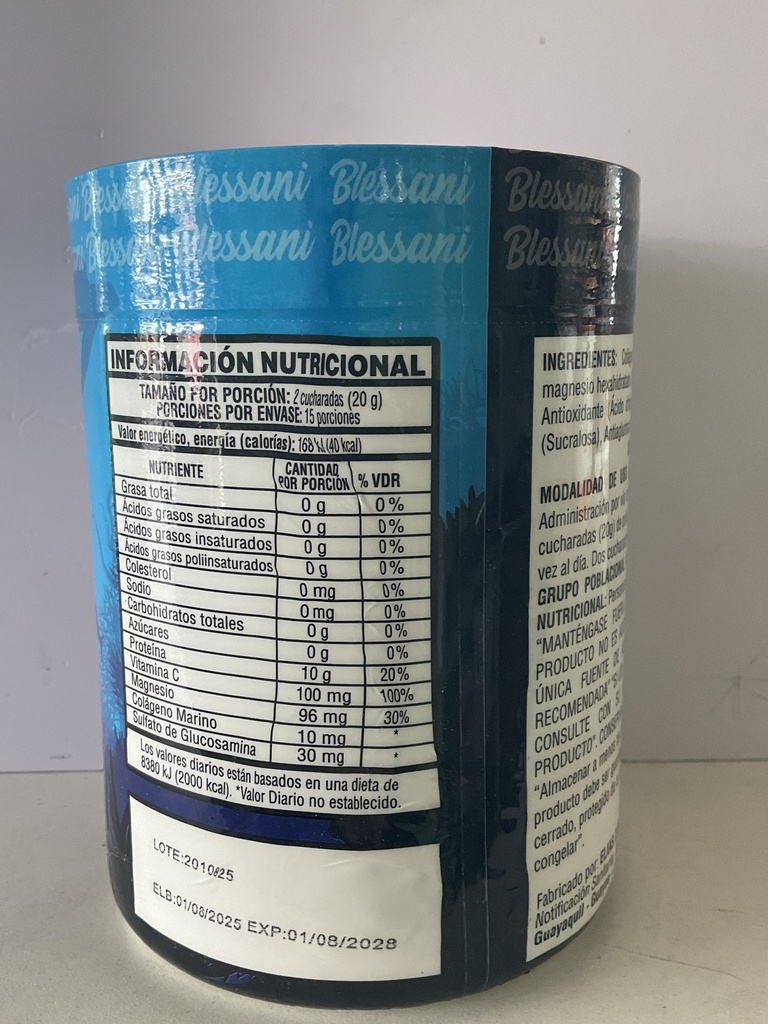 Blessani Blessani
Blessani Blessani
INFORMACIÓN NUTRICIONAL
TAMAÑO POR PORCIÓN: 2 cucharadas (20 g)
PORCIONES POR ENVASE: 15 porciones
Valor energético, energía (calorías): 168 kJ (40 kcal)
NUTRIENTE CANTIDAD POR PORCIÓN % VDR
Grasa total 0 g 0%
Ácidos grasos saturados 0 g 0%
Ácidos grasos insaturados 0 g 0%
Ácidos grasos poliinsaturados 0 g 0%
Colesterol 0 mg 0%
Sodio 0 mg 0%
Carbohidratos totales 0 g 0%
Azúcares 0 g 0%
Proteína 10 g 20%
Vitamina C 100 mg 100%
Magnesio 96 mg 30%
Colágeno Marino 10 mg *
Sulfato de Glucosamina 30 mg *
Los valores diarios están basados en una dieta de
8380 kJ (2000 kcal). *Valor Diario no establecido.
LOTE:2010825
ELB:01/08/2025 EXP:01/08/2028
INGREDIENTES:
magnesio
Antioxidante (Ácido
(Sucralosa),
MODALIDAD DE USO
Administración por
cucharadas (20g) de
vez al día. Dos
GRUPO POBLACIONAL
NUTRICIONAL:
"MANTÉNGASE
PRODUCTO NO ES
ÚNICA FUENTE DE
RECOMENDADA"
CONSULTE CON
PRODUCTO".
"Almacenar a
producto debe ser
cerrado, protegido
congelar".
Fabricado por:
Notificación
Guayaquil -